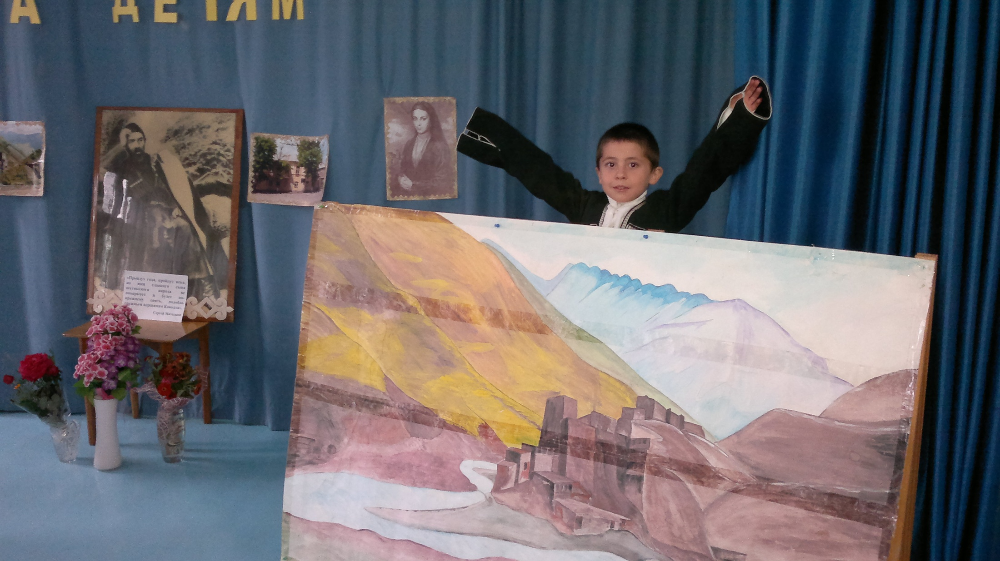 А ДЕТЯМ
«Пройдут года, пройдут века,
но имя славного сына
осетинского народа не
померкнет и будет по-
прежнему сиять, подобно
снежным вершинам Кавказа».
Сергей Михалков